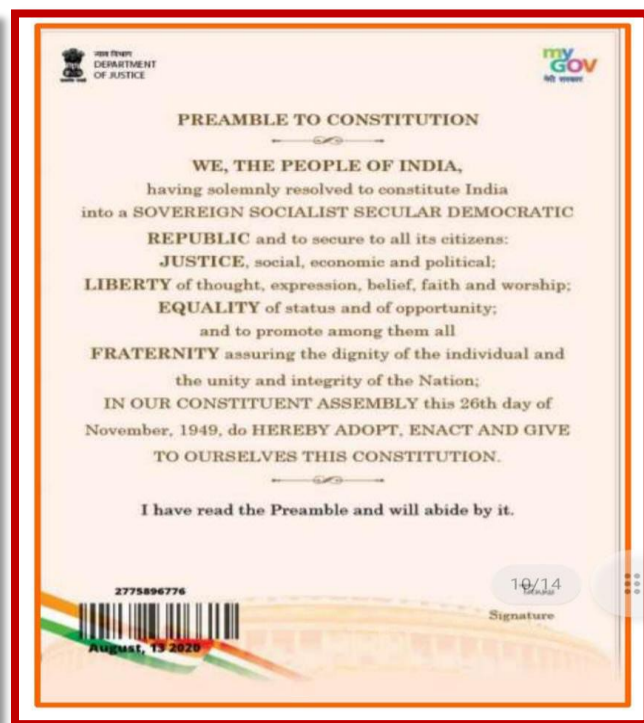 न्याय विभाग
DEPARTMENT
OF JUSTICE
my
GOV
मेरी सरकार
PREAMBLE TO CONSTITUTION
WE, THE PEOPLE OF INDIA,
having solemnly resolved to constitute India
into a SOVEREIGN SOCIALIST SECULAR DEMOCRATIC
REPUBLIC and to secure to all its citizens:
JUSTICE, social, economic and political;
LIBERTY of thought, expression, belief, faith and worship;
EQUALITY of status and of opportunity;
and to promote among them all
FRATERNITY assuring the dignity of the individual and
the unity and integrity of the Nation;
IN OUR CONSTITUENT ASSEMBLY this 26th day of
November, 1949, do HEREBY ADOPT, ENACT AND GIVE
TO OURSELVES THIS CONSTITUTION.
I have read the Preamble and will abide by it.
2775896776
August, 13 2020
10/14
Signature